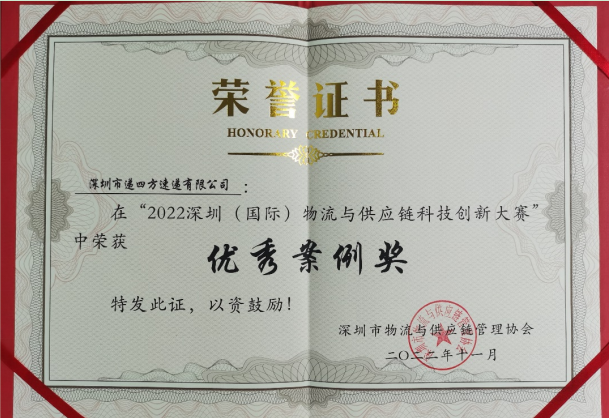 荣誉证书
HONORARY CREDENTIAL
深圳市递四方速递有限公司：
在“2022深圳（国际）物流与供应链科技创新大赛”
中荣获
优秀案例奖
特发此证，以资鼓励！
深圳市物流与供应链管理协会
二〇二二年十一月